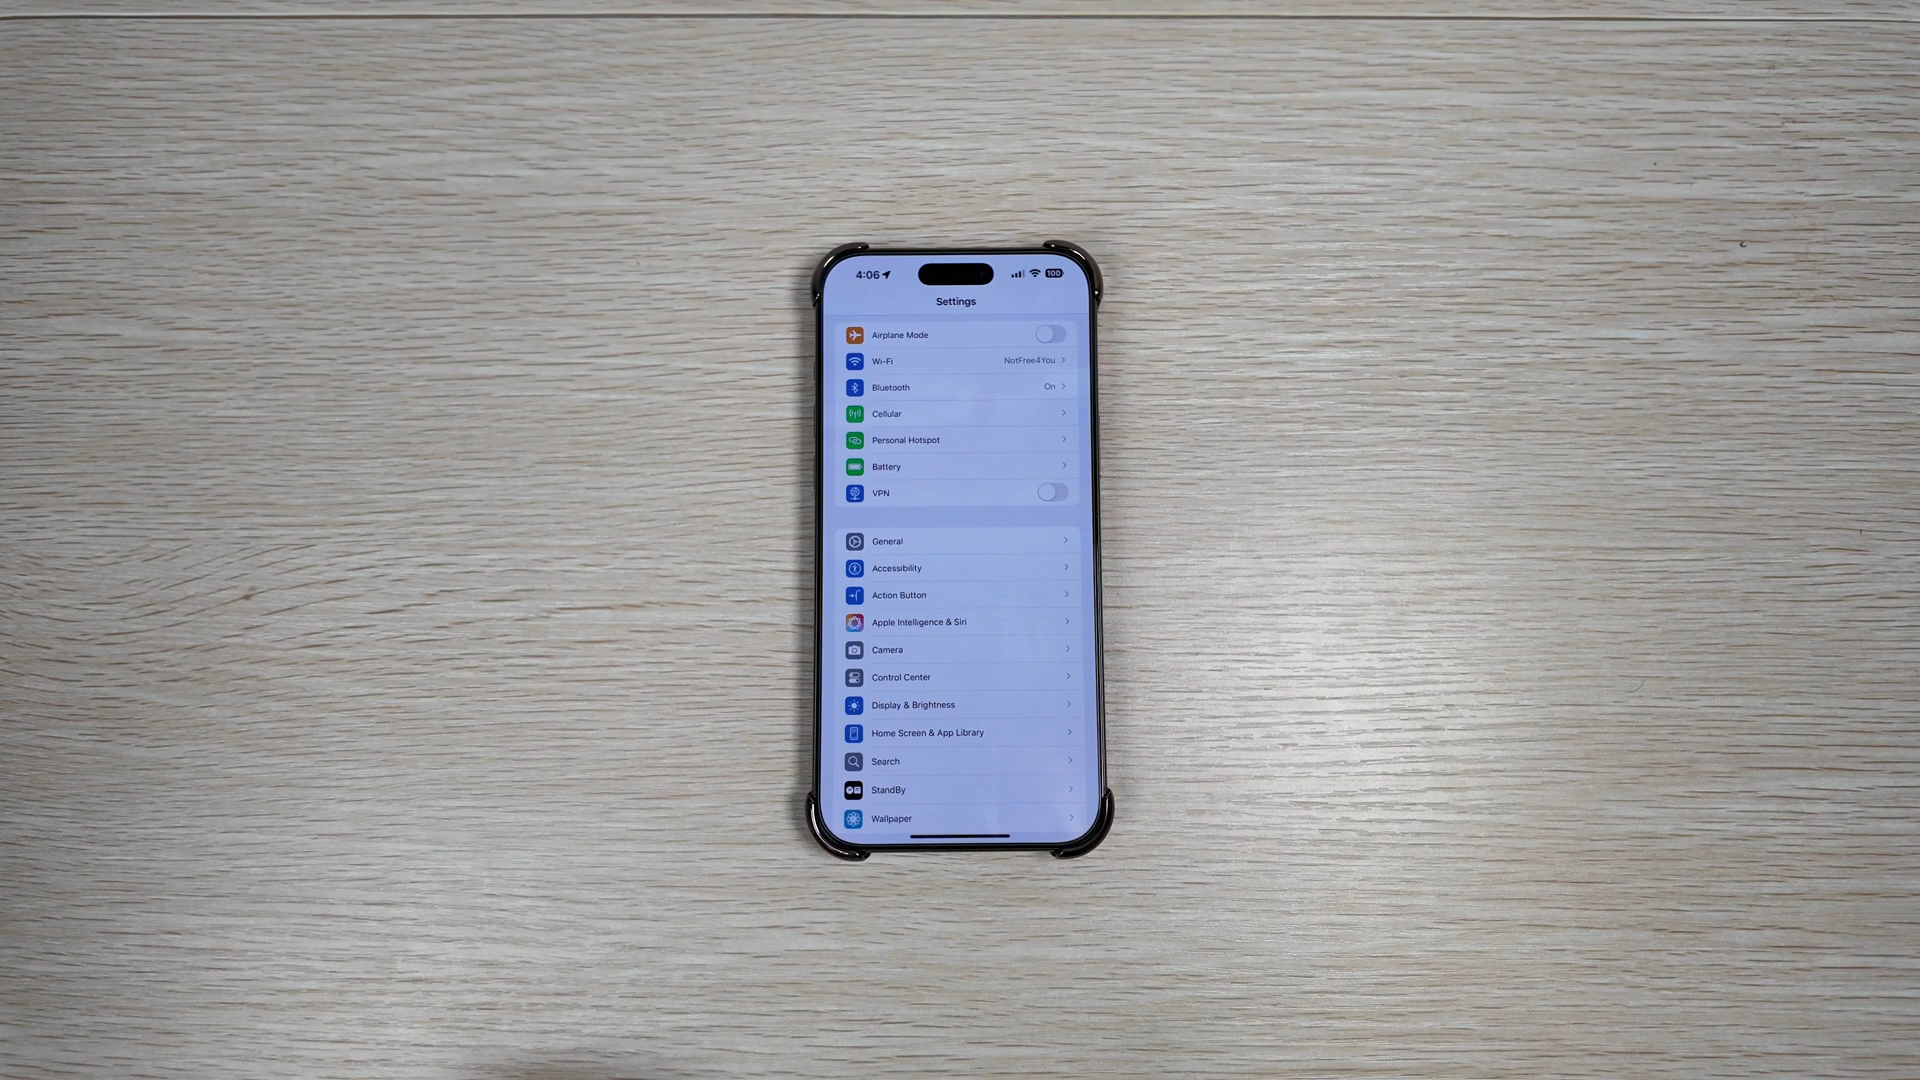 4:06 100
Settings
Airplane Mode
Wi-Fi NotFree4You
Bluetooth On
Cellular
Personal Hotspot
Battery
VPN
General
Accessibility
Action Button
Apple Intelligence & Siri
Camera
Control Center
Display & Brightness
Home Screen & App Library
Search
StandBy
Wallpaper